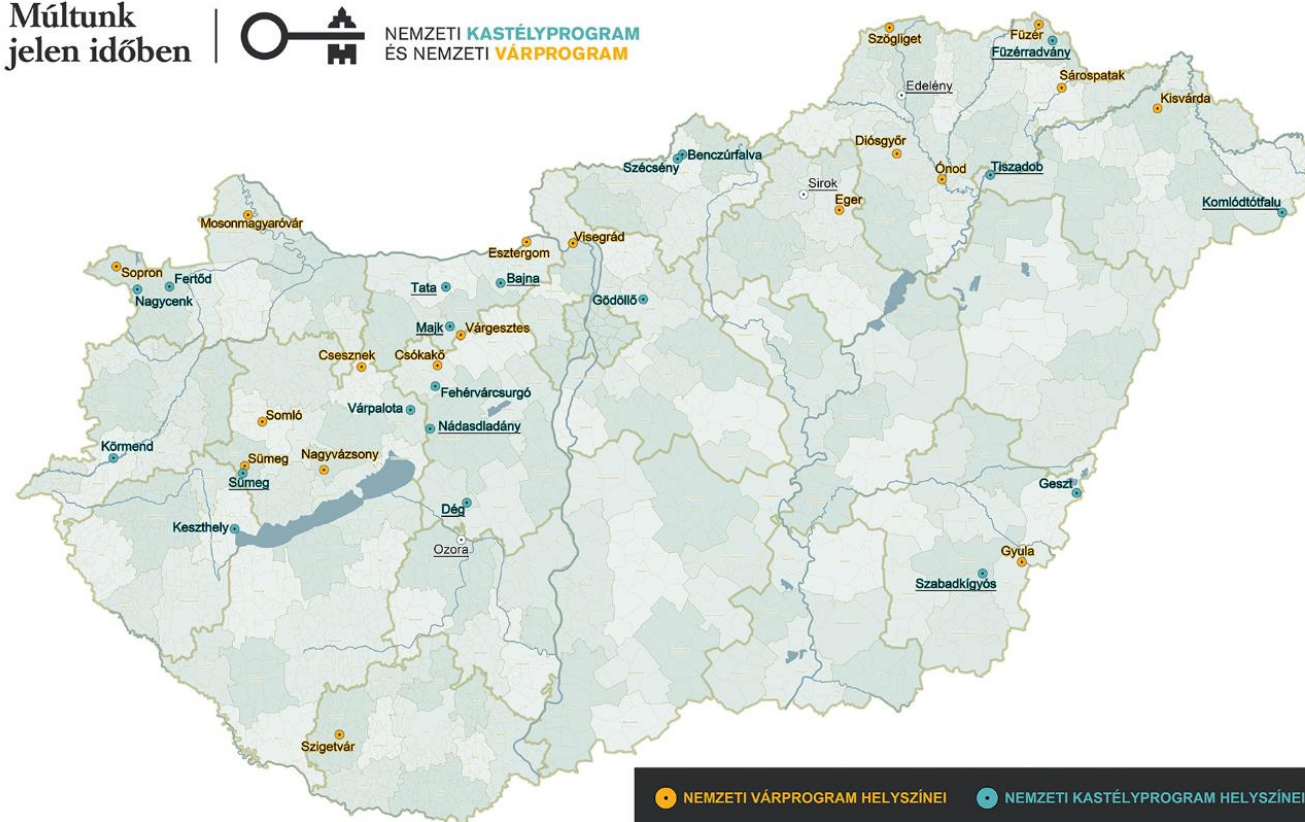 Múltunk
jelen időben
NEMZETI KASTÉLYPROGRAM
ÉS NEMZETI VÁRPROGRAM
Szögliget
Füzér
Füzérradvány
Edelény
Sárospatak
Kisvárda
Diósgyőr
Benczúrfalva
Szécsény
Ónod
Tiszadob
Sirok
Eger
Komlódtótfalu
Mosonmagyaróvár
Esztergom
Visegrád
Sopron
Fertőd
Nagycenk
Tata
Bajna
Gödöllő
Majk
Várgesztes
Csesznek
Csókakő
Fehérvárcsurgó
Várpalota
Somló
Nádasdladány
Körmend
Sümeg
Nagyvázsony
Sümeg
Geszt
Dég
Keszthely
Ozora
Gyula
Szabadkígyós
Szigetvár
NEMZETI VÁRPROGRAM HELYSZÍNEI
NEMZETI KASTÉLYPROGRAM HELYSZÍNEI